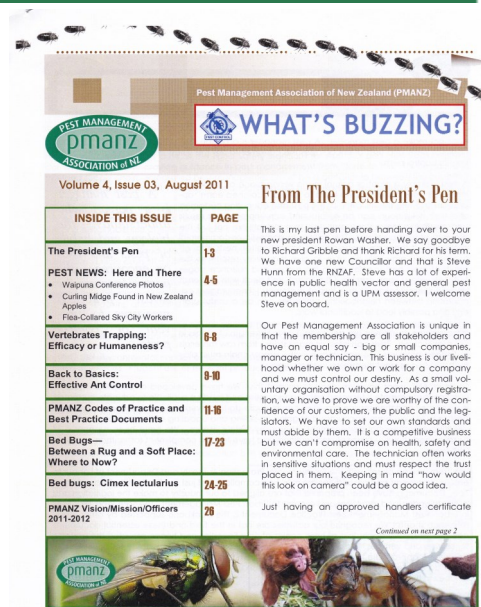 Pest Management Association of New Zealand (PMANZ)
PEST MANAGEMENT
pmanz
ASSOCIATION of NZ
WHAT'S BUZZING?
Volume 4, Issue 03, August 2011
INSIDE THIS ISSUE PAGE
The President's Pen 1-3
PEST NEWS: Here and There 4-5
• Waipuna Conference Photos
• Curling Midge Found in New Zealand
Apples
• Flea-Collared Sky City Workers
Vertebrates Trapping: 6-8
Efficacy or Humaneness?
Back to Basics: 9-10
Effective Ant Control
PMANZ Codes of Practice and 11-16
Best Practice Documents
Bed Bugs— 17-23
Between a Rug and a Soft Place:
Where to Now?
Bed bugs: Cimex lectularius 24-25
PMANZ Vision/Mission/Officers 26
2011-2012
From The President's Pen
This is my last pen before handing over to your
new president Rowan Washer. We say goodbye
to Richard Gribble and thank Richard for his term.
We have one new Councillor and that is Steve
Hunn from the RNZAF. Steve has a lot of experi-
ence in public health vector and general pest
management and is a UPM assessor. I welcome
Steve on board.
Our Pest Management Association is unique in
that the membership are all stakeholders and
have an equal say - big or small companies,
manager or technician. This business is our liveli-
hood whether we own or work for a company
and we must control our destiny. As a small vol-
untary organisation without compulsory registra-
tion, we have to prove we are worthy of the con-
fidence of our customers, the public and the leg-
islators. We have to set our own standards and
must abide by them. It is a competitive business
but we can't compromise on health, safety and
environmental care. The technician often works
in sensitive situations and must respect the trust
placed in them. Keeping in mind "how would
this look on camera" could be a good idea.
Just having an approved handlers certificate
Continued on next page 2
PEST MANAGEMENT
pmanz
ASSOCIATION of NZ